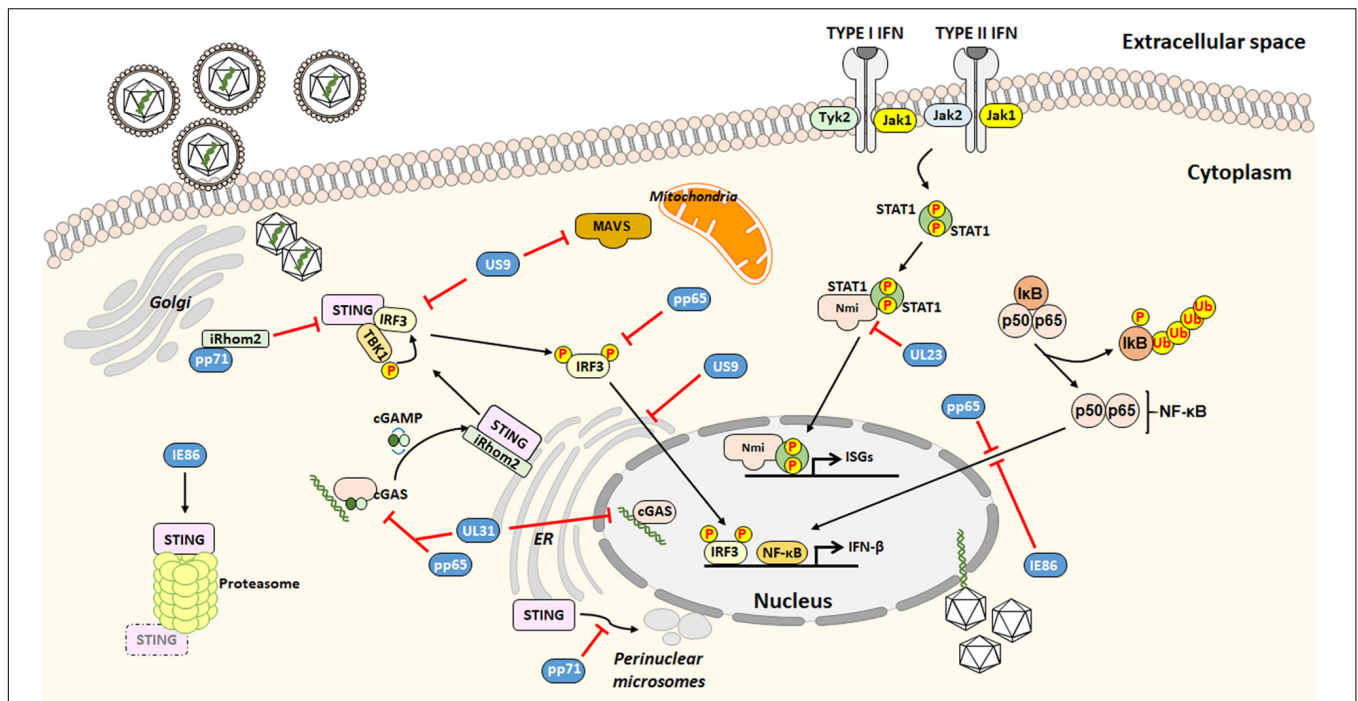 TYPE I IFN
TYPE II IFN
Extracellular space
Tyk2
Jak1
Jak2
Jak1
Cytoplasm
Mitochondria
MAVS
STAT1
P
P
STAT1
US9
Golgi
STING
IRF3
TBK1
P
pp65
STAT1
P
P
STAT1
Nmi
UL23
IκB
p50
p65
P
IκB
Ub
Ub
Ub
Ub
iRhom2
pp71
P
P
IRF3
US9
pp65
p50
p65
NF-κB
cGAMP
STING
iRhom2
IE86
cGAS
Nmi
P
P
ISGs
STING
Proteasome
STING
UL31
pp65
ER
cGAS
P
P
IRF3
NF-κB
IFN-β
IE86
Nucleus
STING
pp71
Perinuclear
microsomes